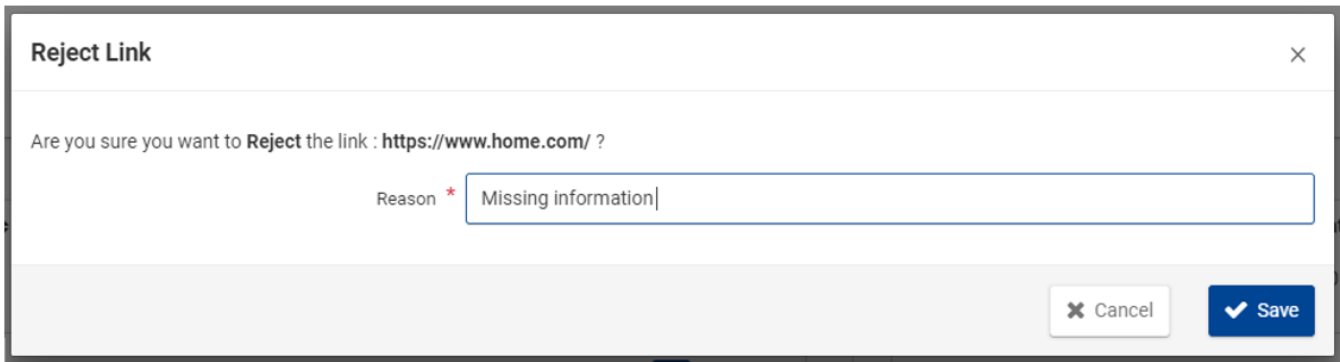 Reject Link
Are you sure you want to Reject the link : https://www.home.com/ ?
Reason * Missing information
Cancel Save